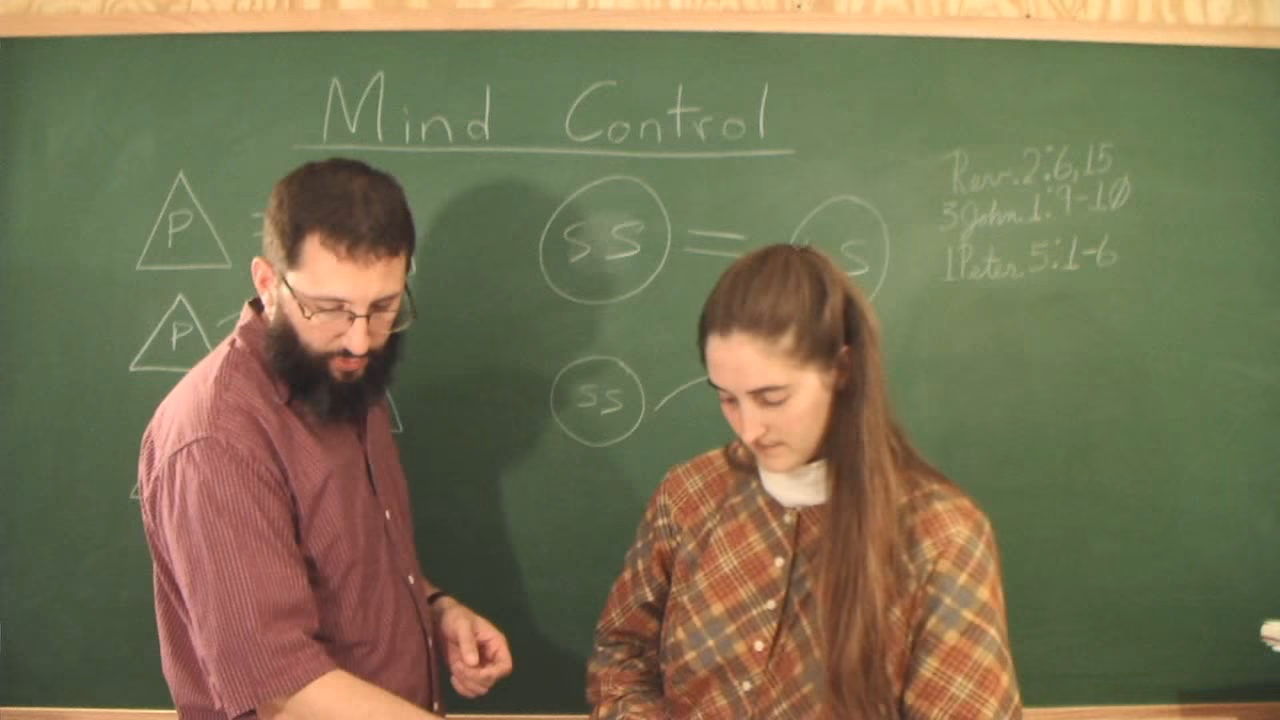 Mind Control
P =
P
SS = S
SS
Rev. 2:6,15
3 John. 1:9-10
1 Peter. 5:1-6